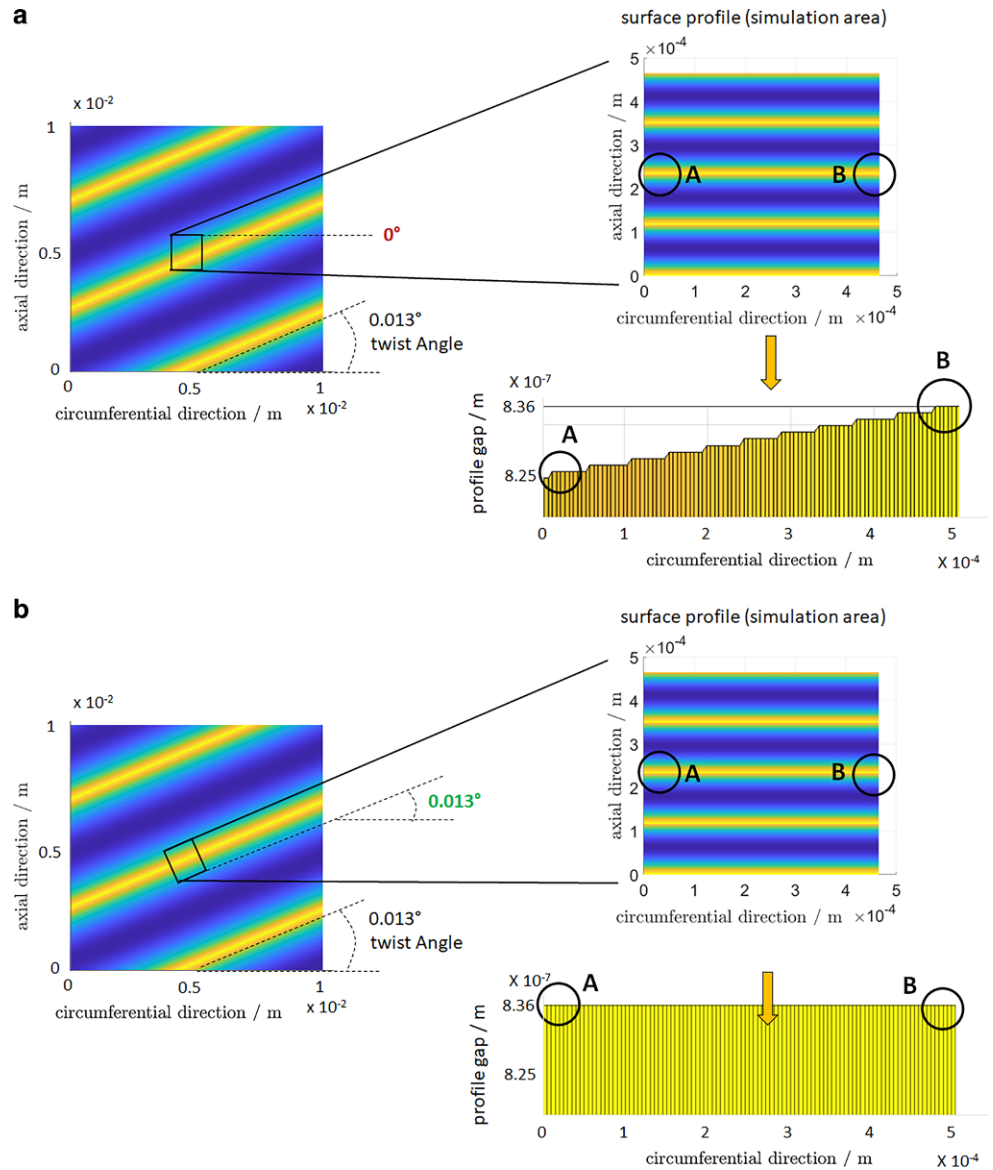 a
surface profile (simulation area)
×10⁻⁴
5
4
3
2
1
0
axial direction / m
A
B
0 1 2 3 4 5
circumferential direction / m ×10⁻⁴
x 10⁻²
1
0.5
0
axial direction / m
0°
0.013°
twist Angle
0 0.5 1
circumferential direction / m
x 10⁻²
X 10⁻⁷
8.36
8.25
profile gap / m
A
B
0 1 2 3 4 5
circumferential direction / m
X 10⁻⁴
b
surface profile (simulation area)
×10⁻⁴
5
4
3
2
1
0
axial direction / m
A
B
0 1 2 3 4 5
circumferential direction / m ×10⁻⁴
x 10⁻²
1
0.5
0
axial direction / m
0.013°
0.013°
twist Angle
0 0.5 1
circumferential direction / m
x 10⁻²
X 10⁻⁷
8.36
8.25
profile gap / m
A
B
0 1 2 3 4 5
circumferential direction / m
X 10⁻⁴